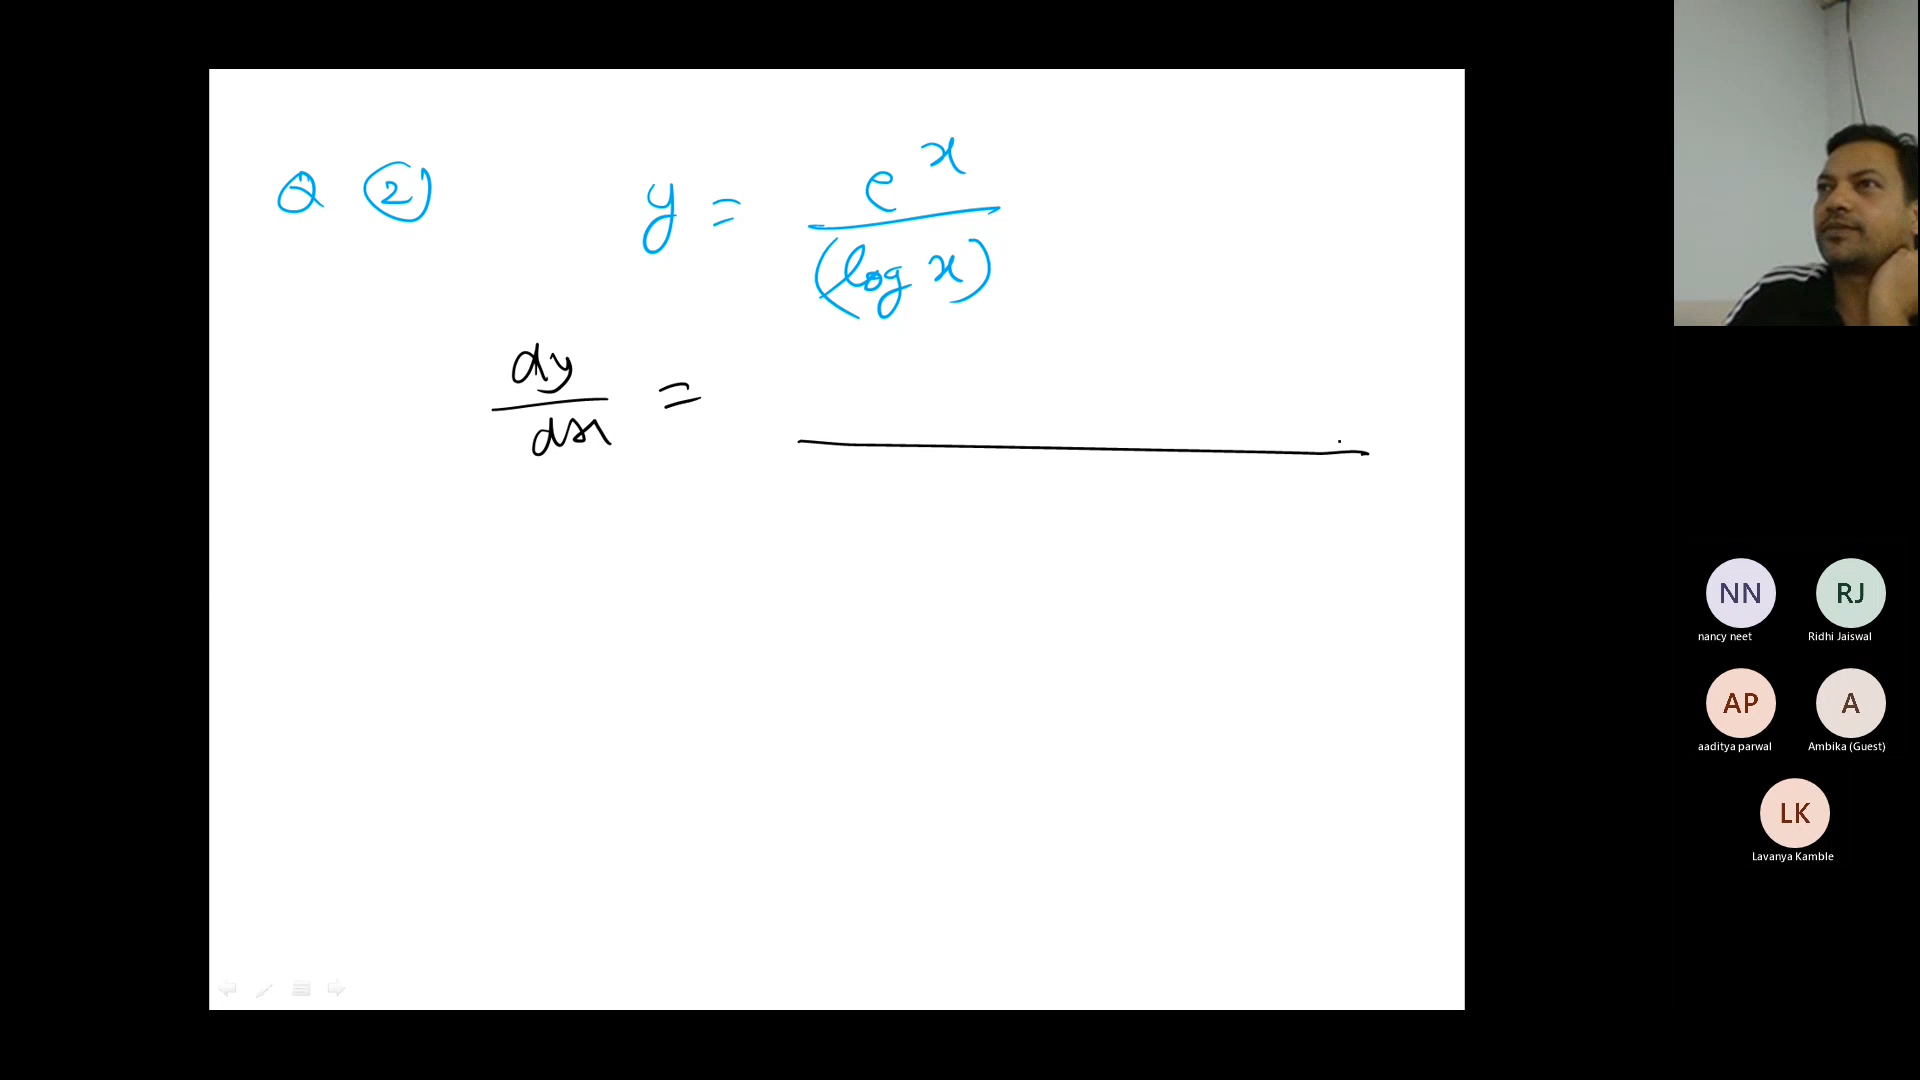 Q ② y = e^x / (log x)
dy/dx =
NN RJ
nancy neet Ridhi Jaiswal
AP A
aaditya parwal Ambika (Guest)
LK
Lavanya Kamble